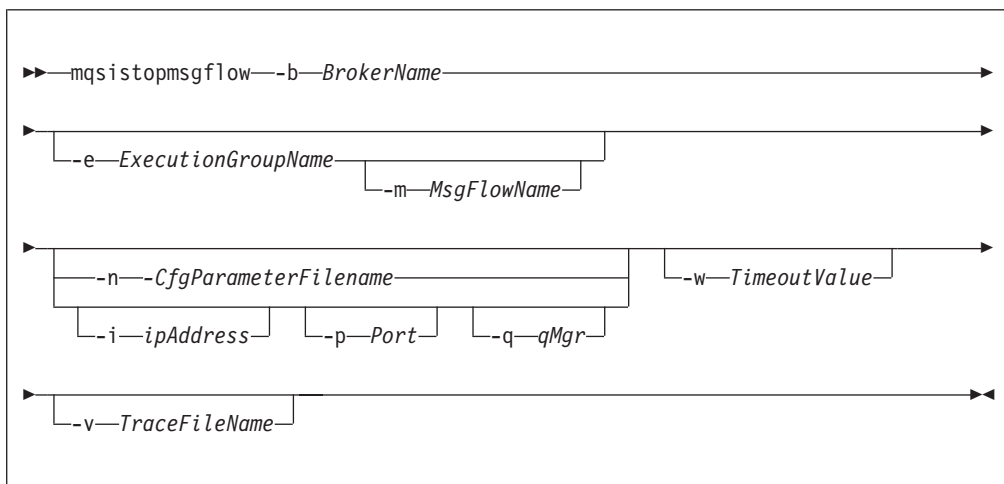 mqsistopmsgflow -b BrokerName
-e ExecutionGroupName
-m MsgFlowName
-n -CfgParameterFilename
-w TimeoutValue
-i ipAddress -p Port -q qMgr
-v TraceFileName